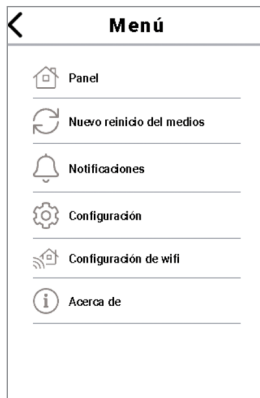 Menú
Panel
Nuevo reinicio del medios
Notificaciones
Configuración
Configuración de wifi
Acerca de